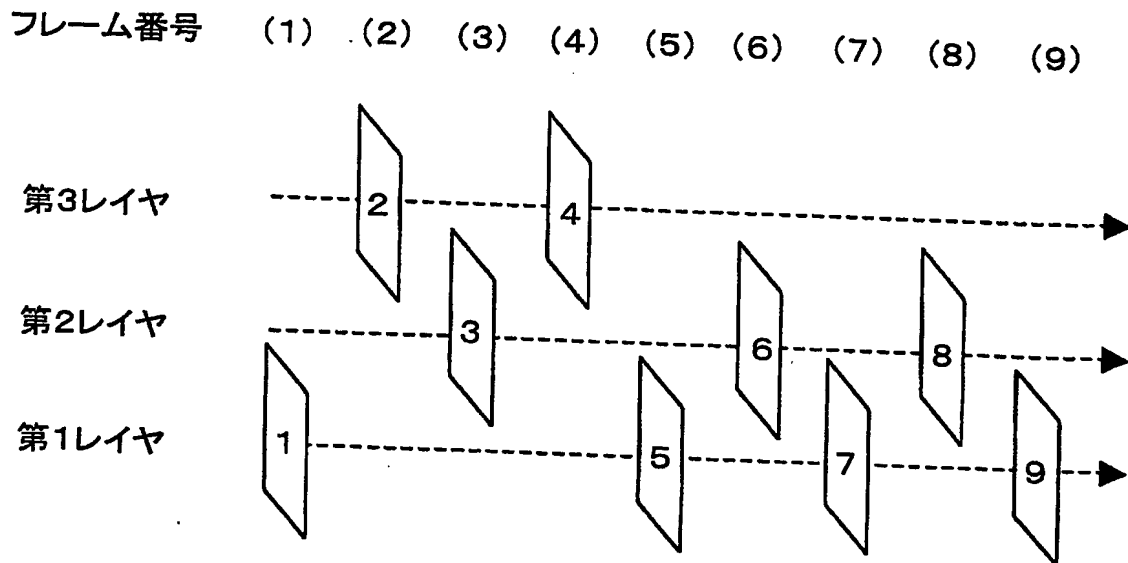 フレーム番号 (1) (2) (3) (4) (5) (6) (7) (8) (9)
第3レイヤ 2 4
第2レイヤ 3 6 8
第1レイヤ 1 5 7 9